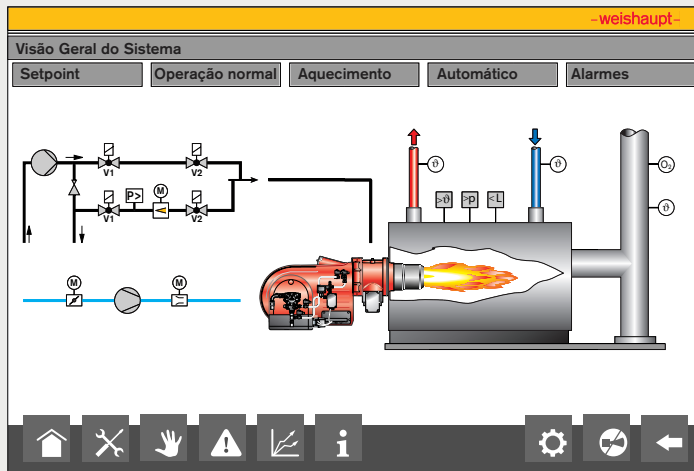 -weishaupt-
Visão Geral do Sistema
Setpoint
Operação normal
Aquecimento
Automático
Alarmes
V1
V2
P>
M
V1
V2
M
M
ϑ
ϑ
>ϑ
>p
<L
O₂
ϑ